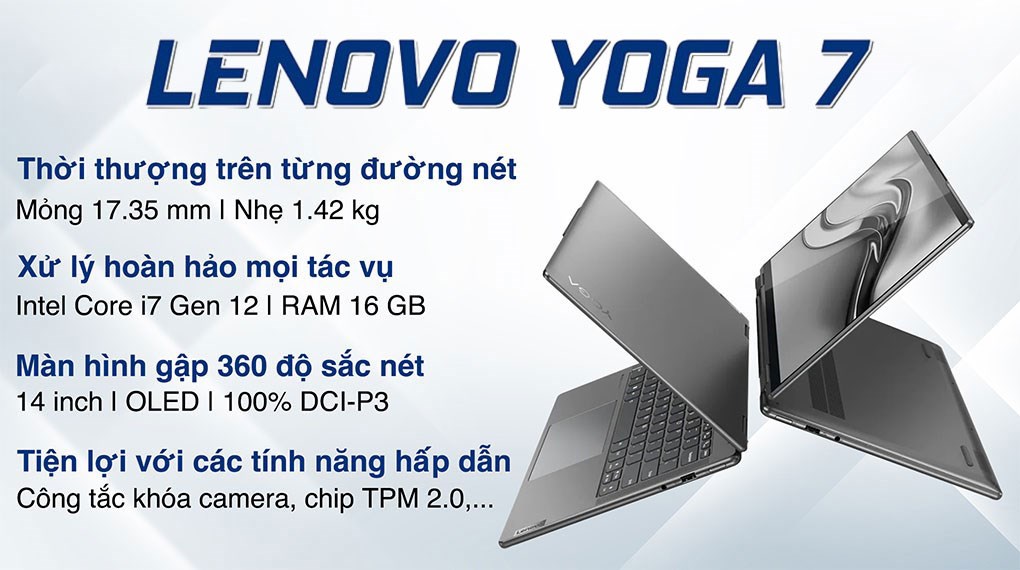 LENOVO YOGA 7
Thời thượng trên từng đường nét
Mỏng 17.35 mm l Nhẹ 1.42 kg
Xử lý hoàn hảo mọi tác vụ
Intel Core i7 Gen 12 l RAM 16 GB
Màn hình gập 360 độ sắc nét
14 inch l OLED l 100% DCI-P3
Tiện lợi với các tính năng hấp dẫn
Công tắc khóa camera, chip TPM 2.0,...
YOGA
Lenovo